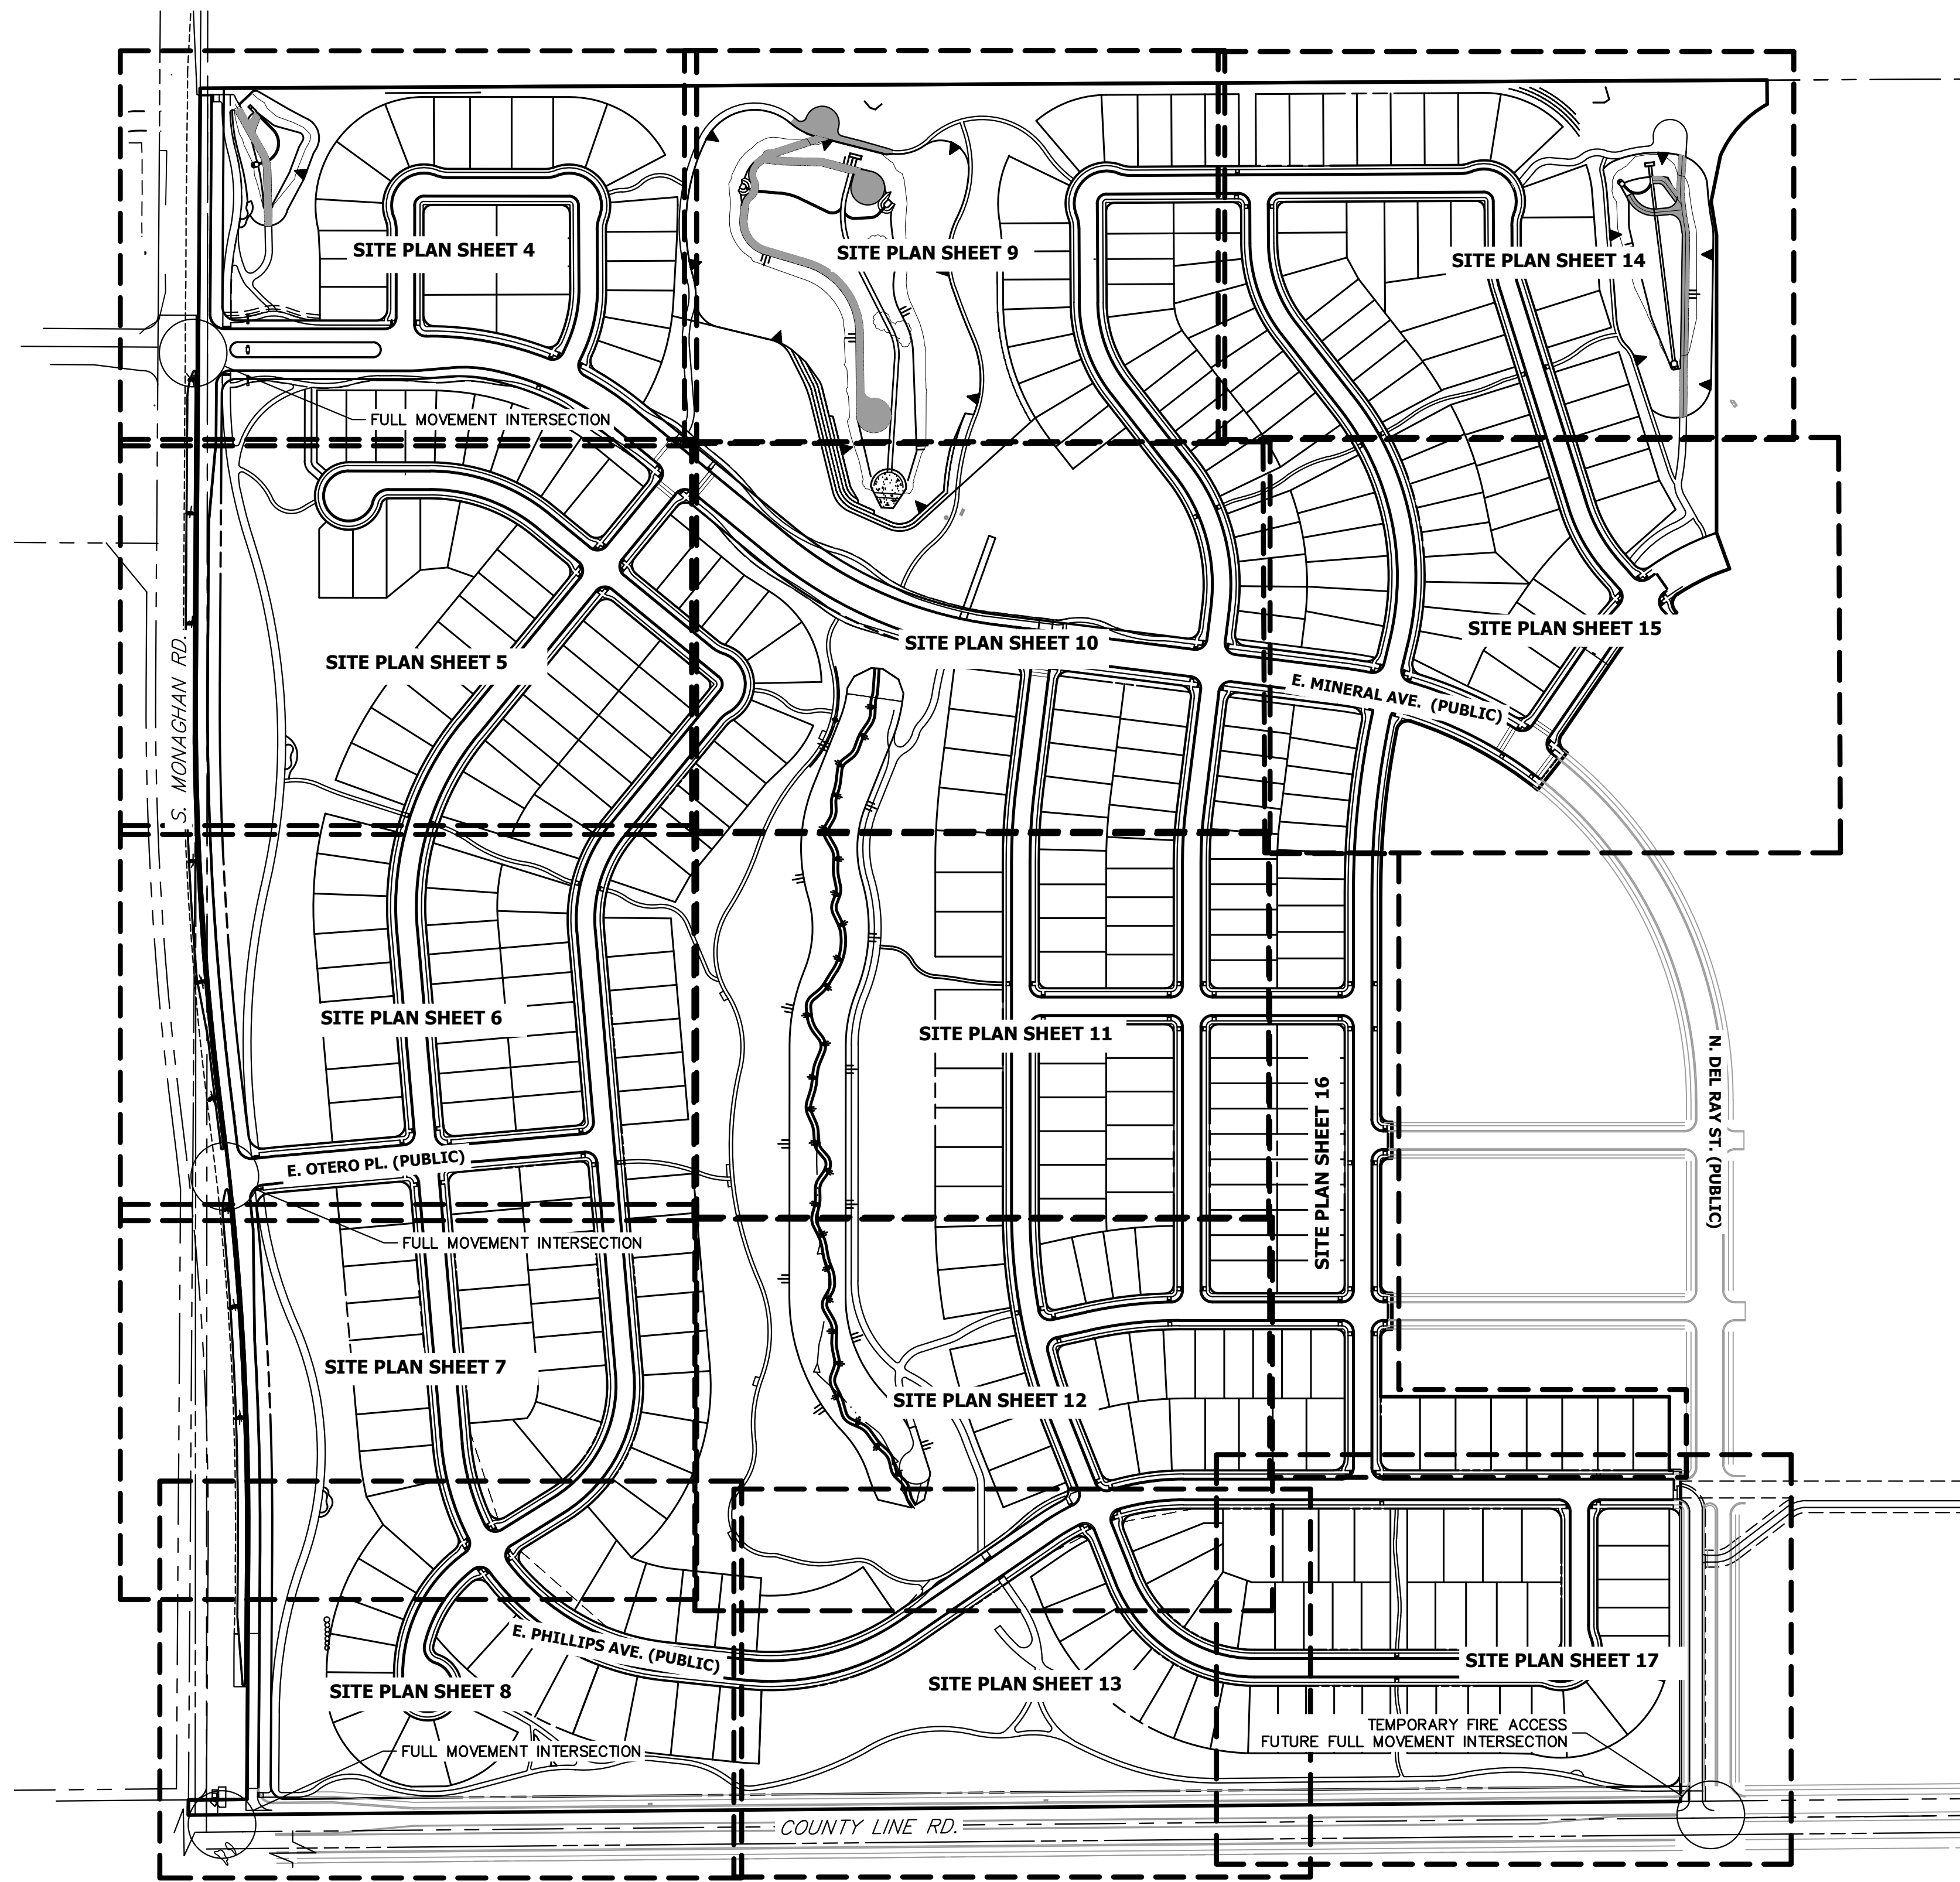 SITE PLAN SHEET 4
SITE PLAN SHEET 9
SITE PLAN SHEET 14
FULL MOVEMENT INTERSECTION
SITE PLAN SHEET 5
SITE PLAN SHEET 10
SITE PLAN SHEET 15
E. MINERAL AVE. (PUBLIC)
S. MONAGHAN RD.
SITE PLAN SHEET 6
SITE PLAN SHEET 11
SITE PLAN SHEET 16
N. DEL RAY ST. (PUBLIC)
E. OTERO PL. (PUBLIC)
FULL MOVEMENT INTERSECTION
SITE PLAN SHEET 7
SITE PLAN SHEET 12
E. PHILLIPS AVE. (PUBLIC)
SITE PLAN SHEET 8
SITE PLAN SHEET 13
SITE PLAN SHEET 17
TEMPORARY FIRE ACCESS
FUTURE FULL MOVEMENT INTERSECTION
FULL MOVEMENT INTERSECTION
COUNTY LINE RD.